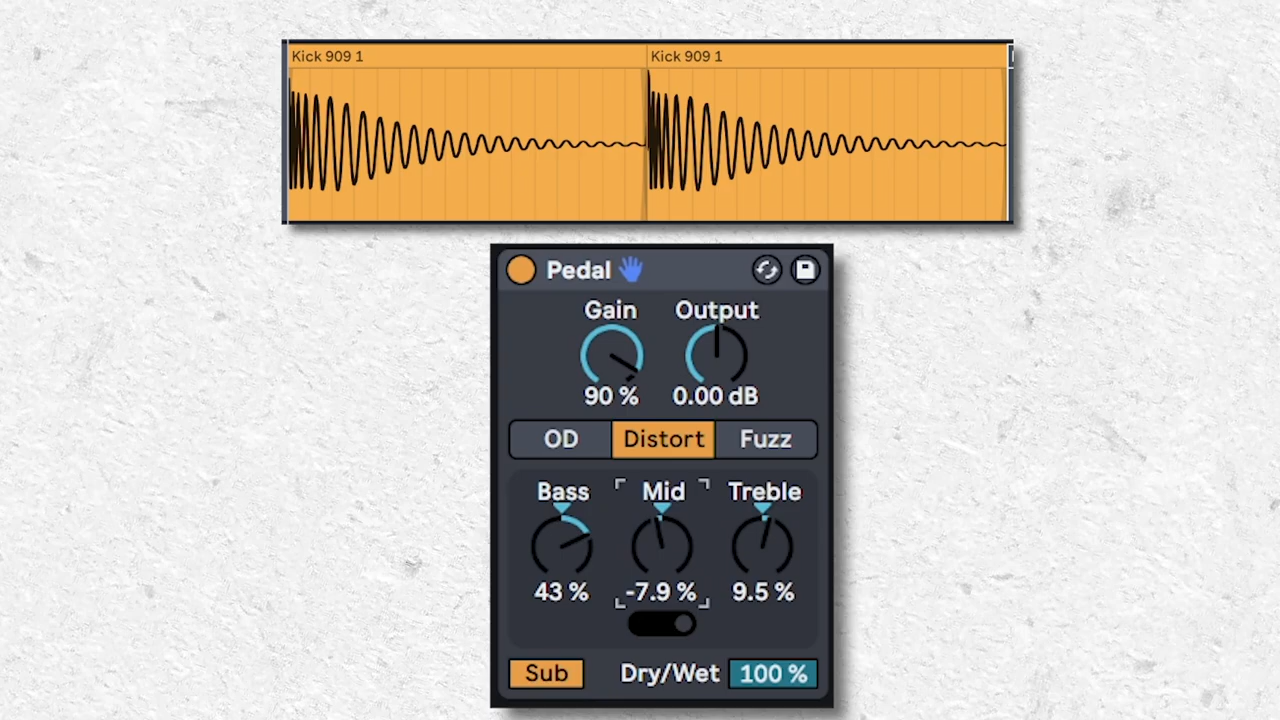 Kick 909 1 Kick 909 1
Pedal
Gain Output
90 % 0.00 dB
OD Distort Fuzz
Bass Mid Treble
43 % -7.9 % 9.5 %
Sub Dry/Wet 100 %